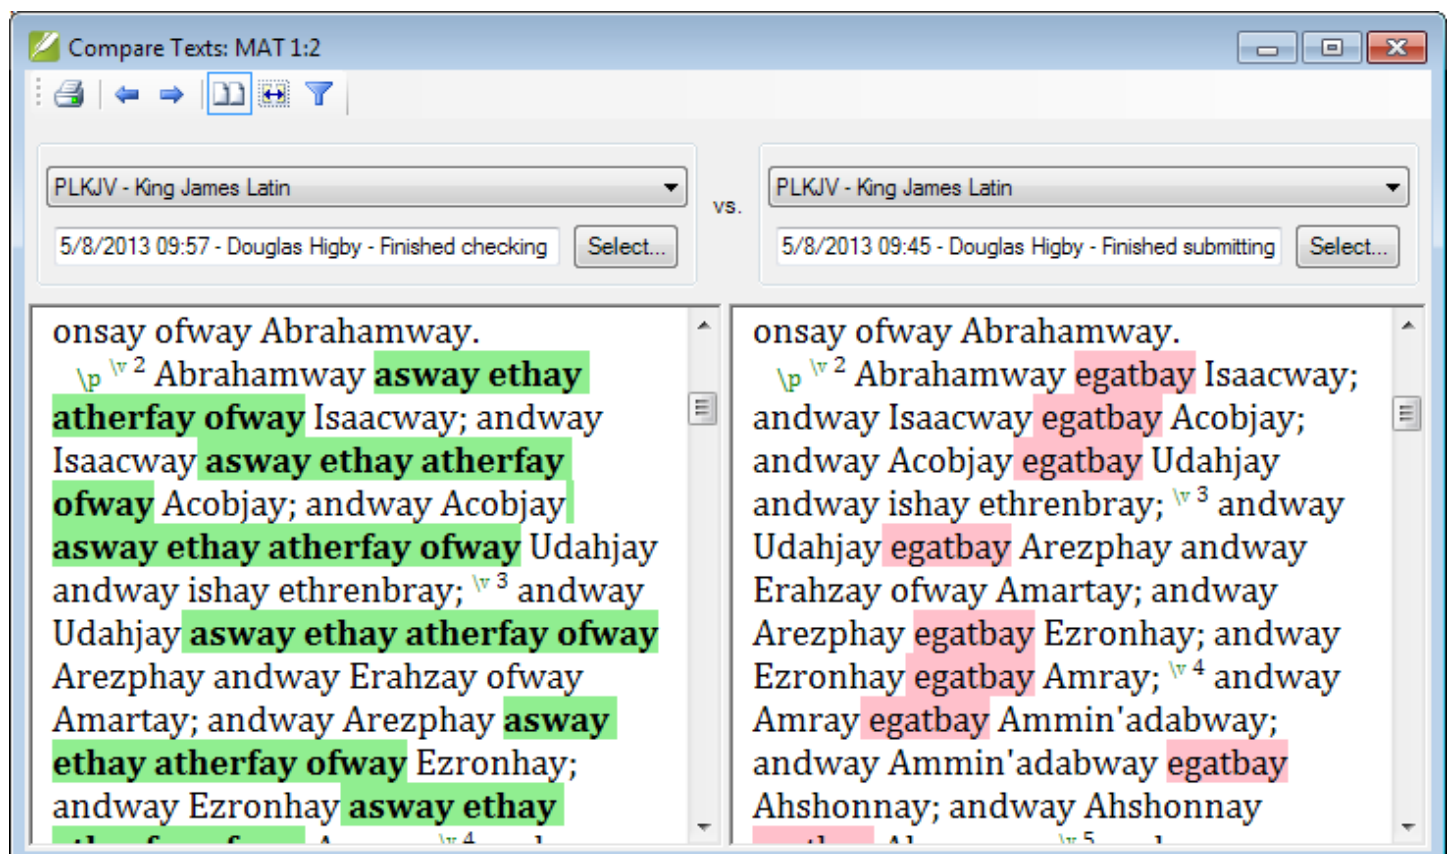 Compare Texts: MAT 1:2
PLKJV - King James Latin
5/8/2013 09:57 - Douglas Higby - Finished checking
Select...
vs.
PLKJV - King James Latin
5/8/2013 09:45 - Douglas Higby - Finished submitting
Select...
onsay ofway Abrahamway.
\p \v 2 Abrahamway asway ethay
atherfay ofway Isaacway; andway
Isaacway asway ethay atherfay
ofway Acobjay; andway Acobjay
asway ethay atherfay ofway Udahjay
andway ishay ethrenbray; \v 3 andway
Udahjay asway ethay atherfay ofway
Arezphay andway Erahzay ofway
Amartay; andway Arezphay asway
ethay atherfay ofway Ezronhay;
andway Ezronhay asway ethay
onsay ofway Abrahamway.
\p \v 2 Abrahamway egatbay Isaacway;
andway Isaacway egatbay Acobjay;
andway Acobjay egatbay Udahjay
andway ishay ethrenbray; \v 3 andway
Udahjay egatbay Arezphay andway
Erahzay ofway Amartay; andway
Arezphay egatbay Ezronhay; andway
Ezronhay egatbay Amray; \v 4 andway
Amray egatbay Ammin'adabway;
andway Ammin'adabway egatbay
Ahshonnay; andway Ahshonnay